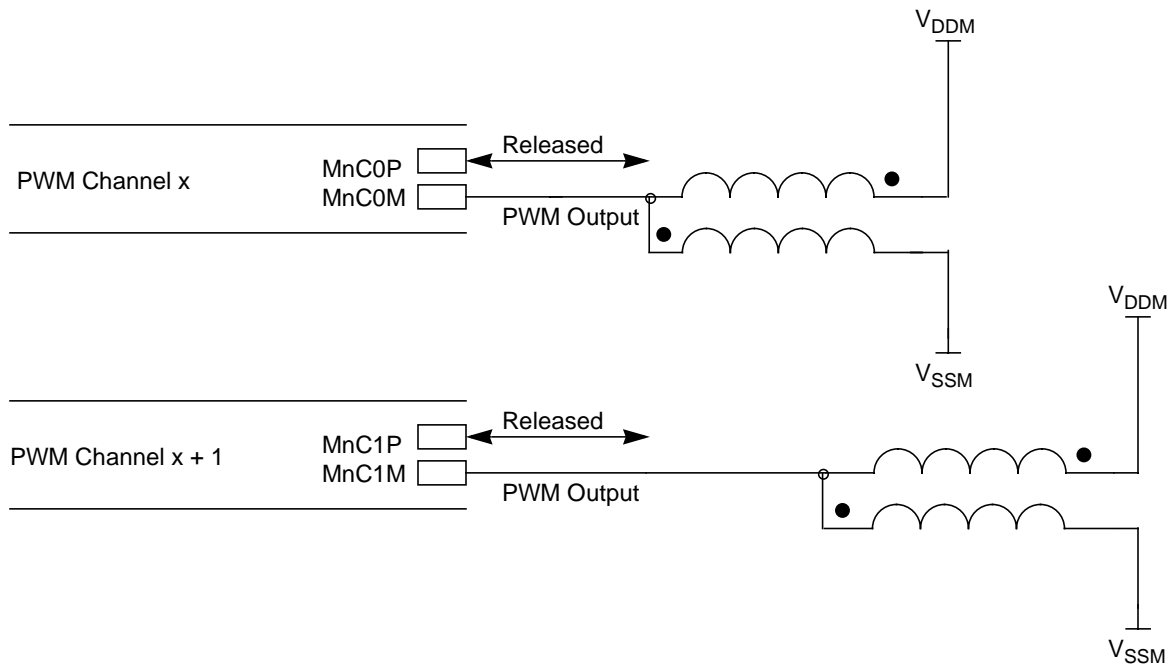 V_DDM
Released
MnC0P
PWM Channel x
MnC0M
PWM Output
V_DDM
V_SSM
Released
MnC1P
PWM Channel x + 1
MnC1M
PWM Output
V_SSM